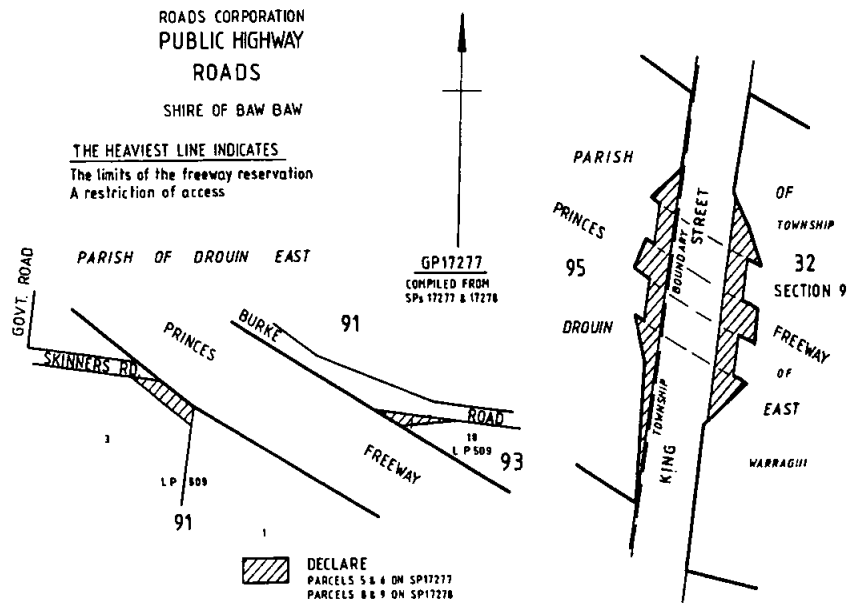 ROADS CORPORATION
PUBLIC HIGHWAY
ROADS
SHIRE OF BAW BAW
THE HEAVIEST LINE INDICATES
The limits of the freeway reservation
A restriction of access
PARISH OF DROUIN EAST
GP17277
COMPILED FROM
SPs 17277 & 17278
GOVT. ROAD
SKINNERS RD
PRINCES
FREEWAY
BURKE
ROAD
91
18
L P 509
93
3
L P 509
91
1
DECLARE
PARCELS 5 & 6 ON SP17277
PARCELS 8 & 9 ON SP17278
PARISH
OF
TOWNSHIP
PRINCES
95
32
SECTION 9
DROUIN
FREEWAY
OF
EAST
WARRAGUL
TOWNSHIP
BOUNDARY
KING
STREET